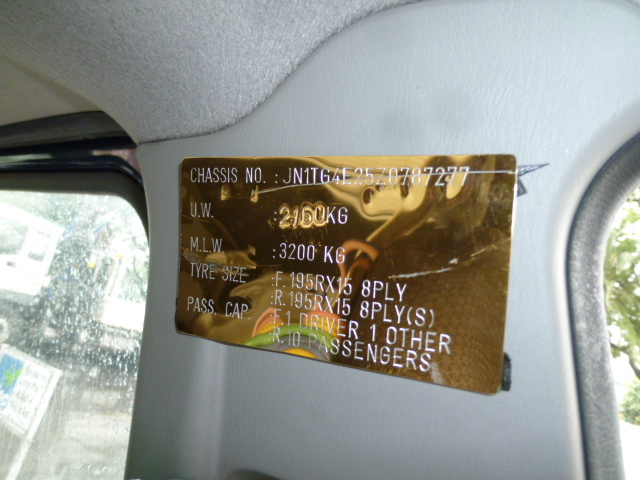 CHASSIS NO. : JN1TG4E25Z0787277
U.W. : 2160KG
M.L.W. : 3200 KG
TYRE SIZE : F. 195RX15 8PLY
: R. 195RX15 8PLY(S)
PASS. CAP. : F.1 DRIVER 1 OTHER
R.10 PASSENGERS